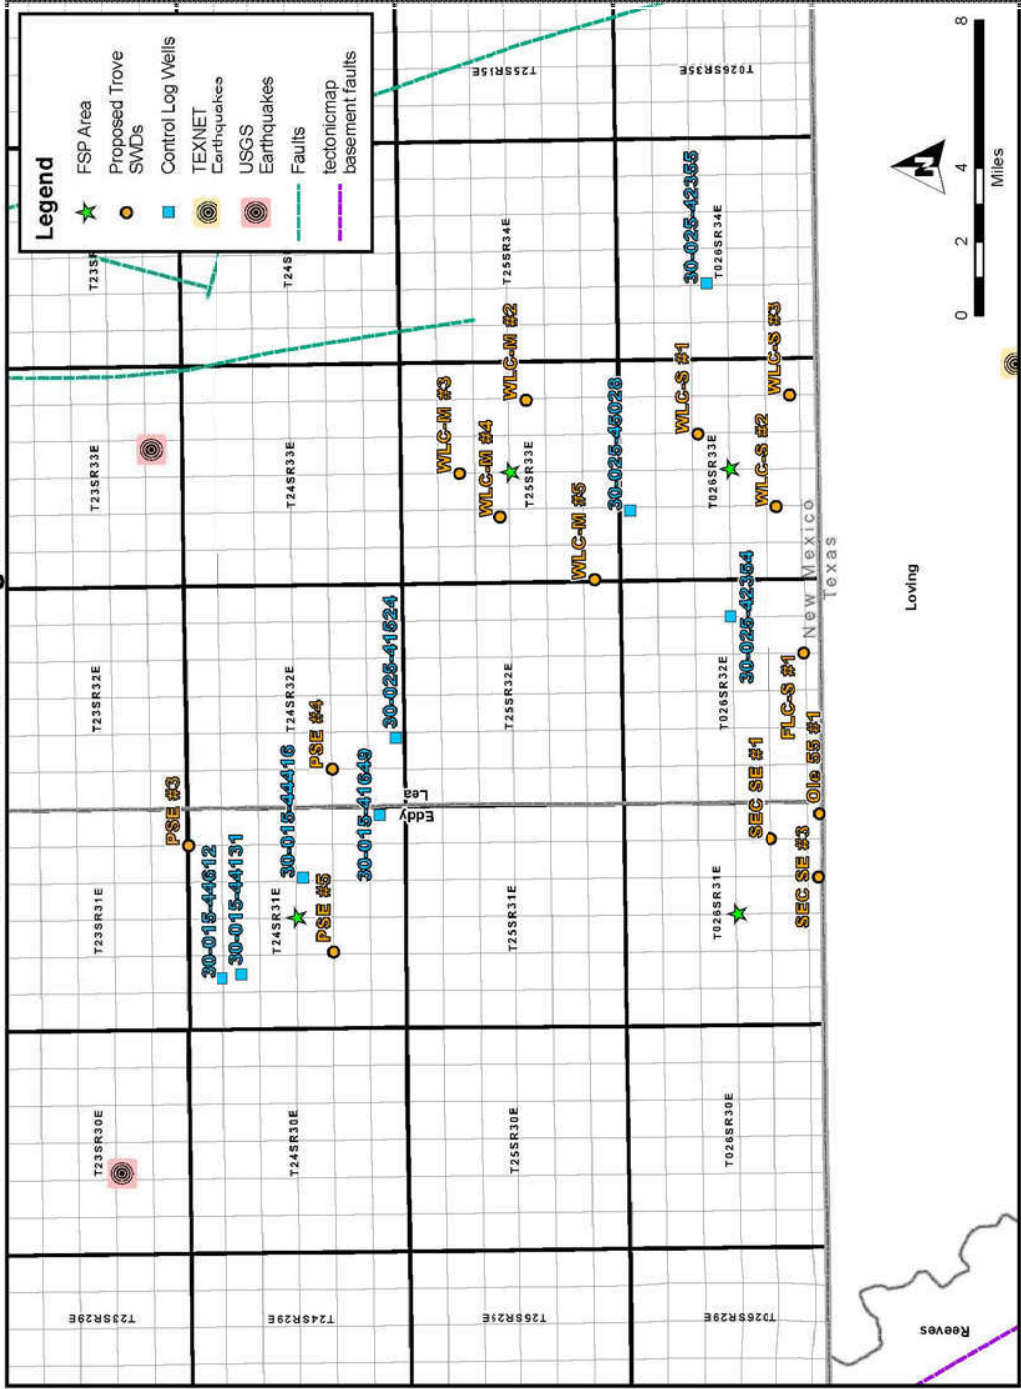 Legend
FSP Area
Proposed Trove
SWDs
Control Log Wells
TEXNET
Earthquakes
USGS
Earthquakes
Faults
tectonicmap
basement faults
T23SR29E
T23SR30E
T23SR31E
T23SR32E
T23SR33E
T23SR
PSE #3
30-015-44612
30-015-44131
T24SR29E
T24SR30E
T24SR31E
T24SR32E
T24SR33E
T24S
30-015-44416
PSE #5
PSE #4
30-015-41649
30-025-41524
Eddy
Lea
WLC-M #3
WLC-M #4
WLC-M #2
T25SR29E
T25SR30E
T25SR31E
T25SR32E
T25SR33E
T25SR34E
T25SR15E
WLC-M #5
30-025-45028
30-025-42355
WLC-S #1
T026SR29E
T026SR30E
T026SR31E
T026SR32E
T026SR33E
T026SR34E
T026SR35E
30-025-42354
SEC SE #1
WLC-S #2
WLC-S #3
FLC-S #1
SEC SE #3
Ole 55 #1
New Mexico
Texas
Loving
Reeves
N
0
2
4
8
Miles